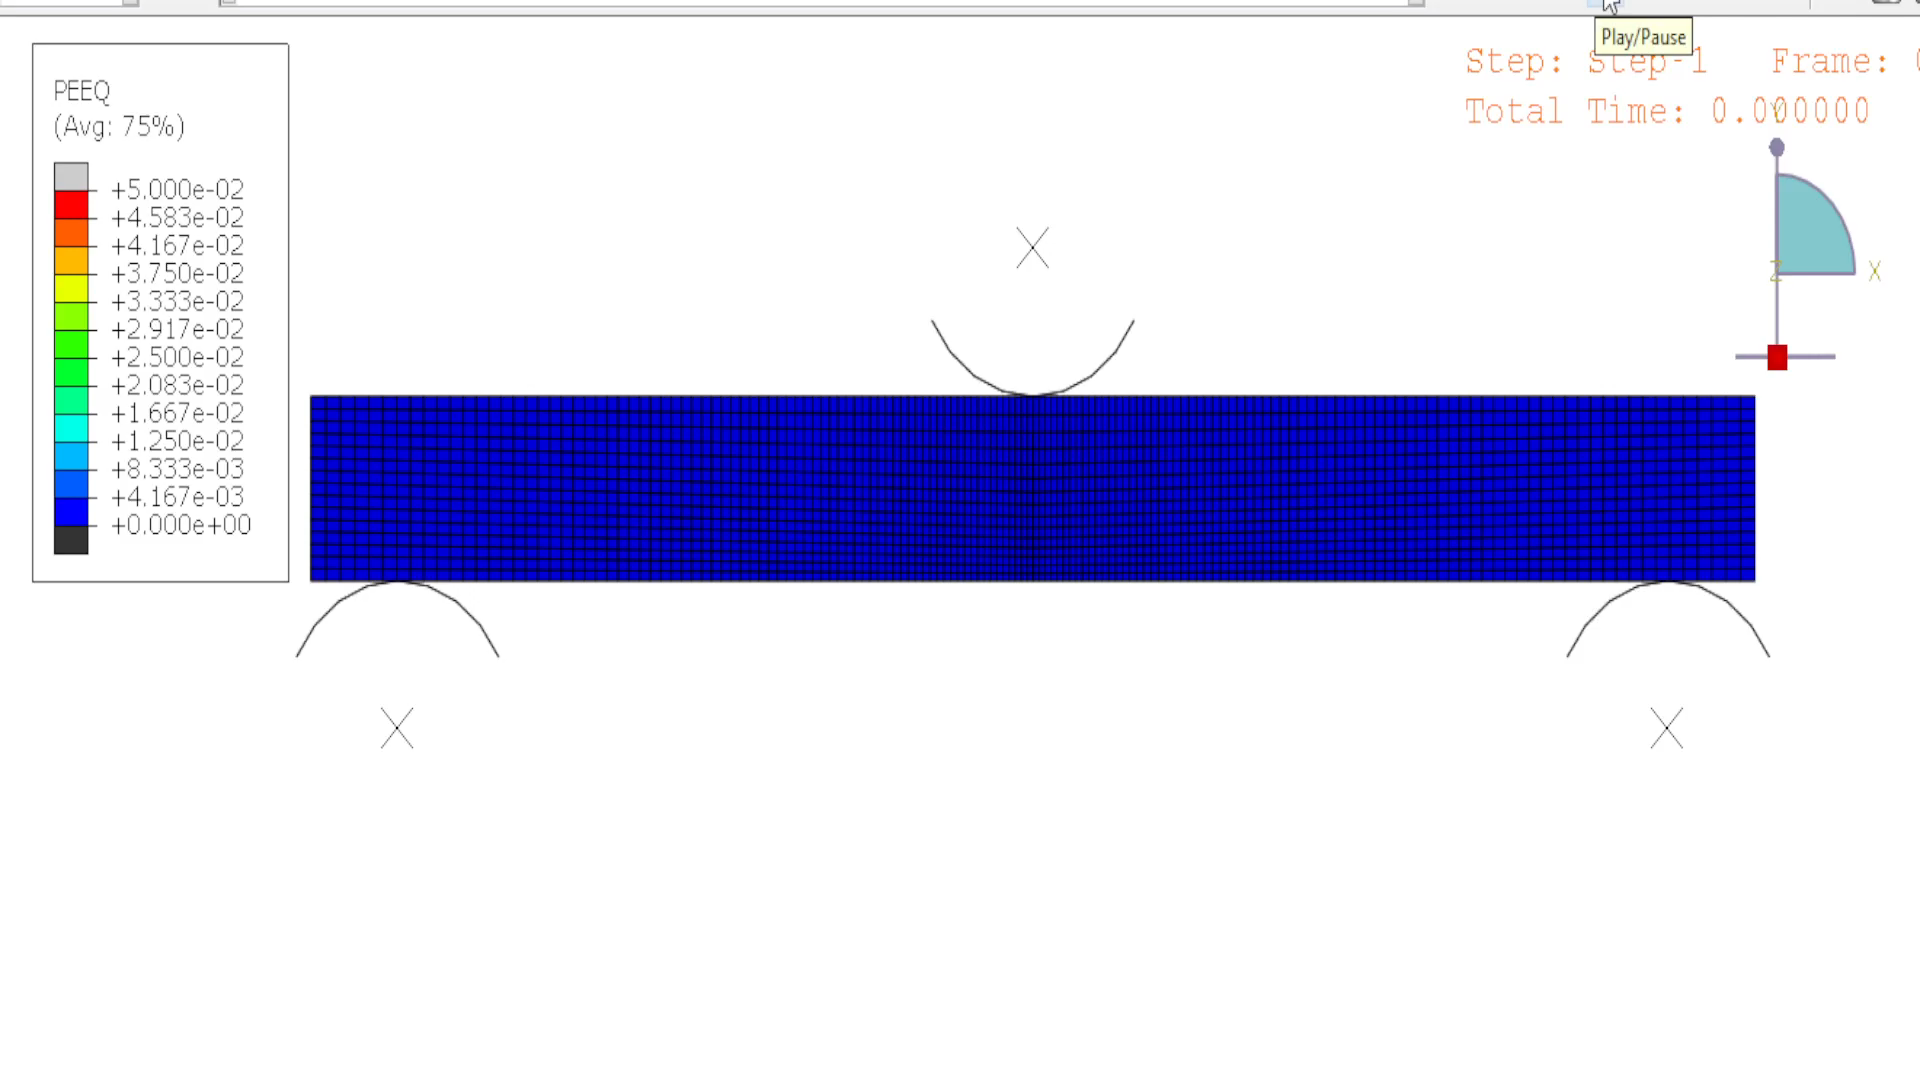 Play/Pause
PEEQ
(Avg: 75%)
+5.000e-02
+4.583e-02
+4.167e-02
+3.750e-02
+3.333e-02
+2.917e-02
+2.500e-02
+2.083e-02
+1.667e-02
+1.250e-02
+8.333e-03
+4.167e-03
+0.000e+00
Step: Step-1 Frame:
Total Time: 0.000000
Y
Z X